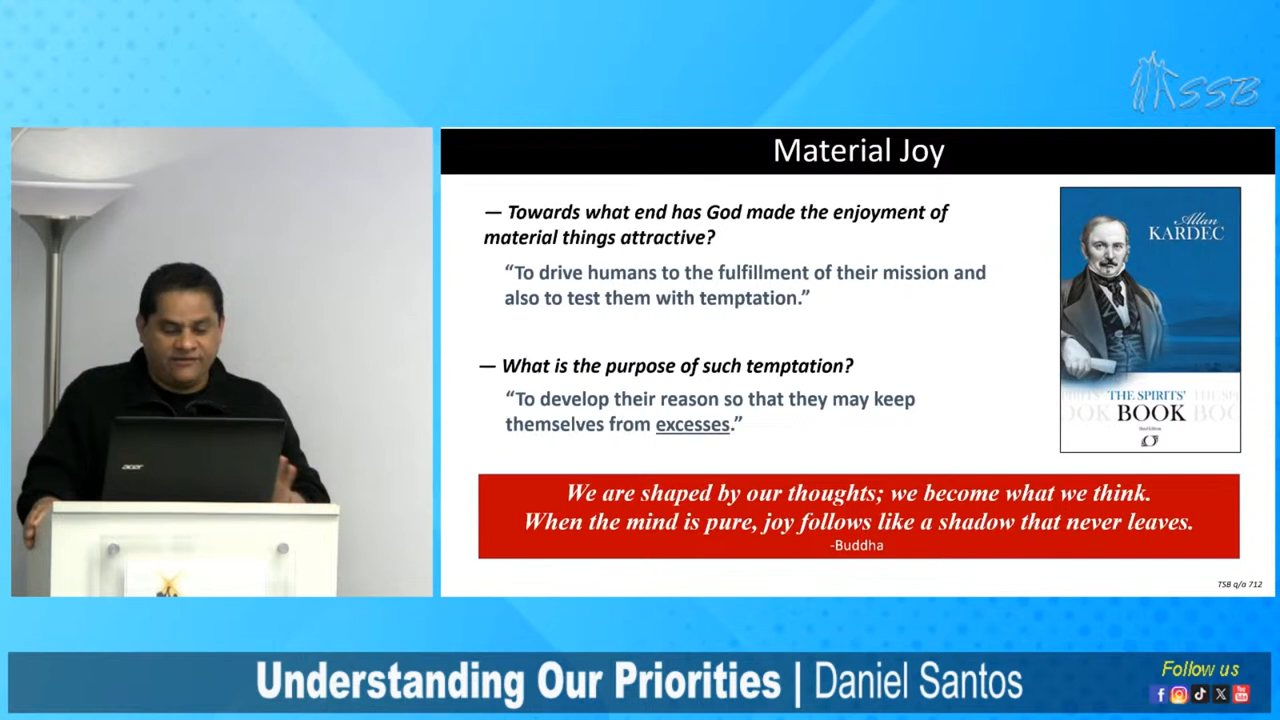 SSB
Material Joy
— Towards what end has God made the enjoyment of
material things attractive?
“To drive humans to the fulfillment of their mission and
also to test them with temptation.”
— What is the purpose of such temptation?
“To develop their reason so that they may keep
themselves from excesses.”
Allan
KARDEC
THE SPIRITS'
BOOK
We are shaped by our thoughts; we become what we think.
When the mind is pure, joy follows like a shadow that never leaves.
-Buddha
TSB q/a 712
acer
Understanding Our Priorities | Daniel Santos
Follow us